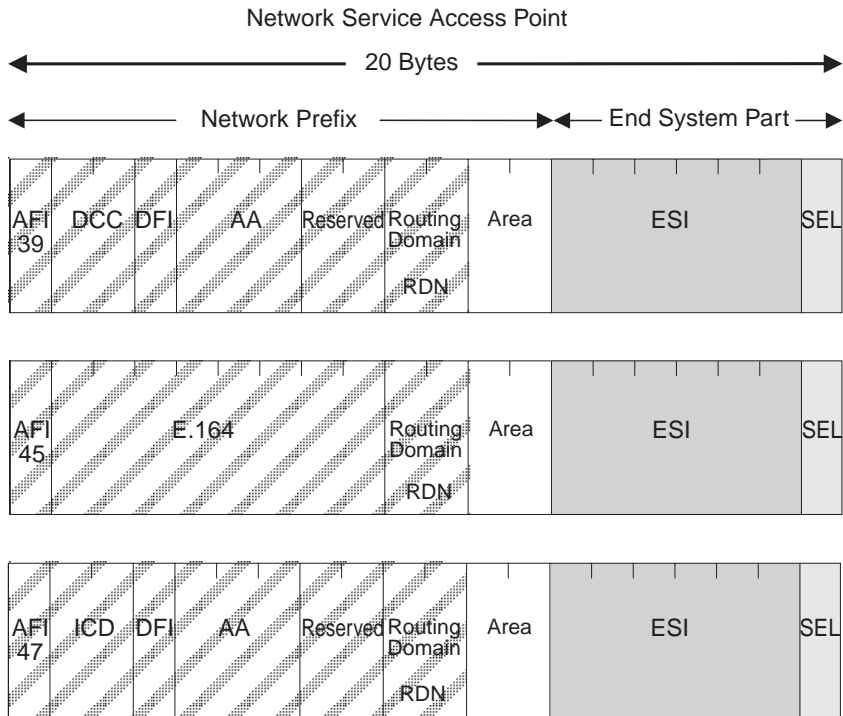 Network Service Access Point
20 Bytes
Network Prefix
End System Part
AFI 39
DCC
DFI
AA
Reserved
Routing Domain
RDN
Area
ESI
SEL
AFI 45
E.164
Routing Domain
RDN
Area
ESI
SEL
AFI 47
ICD
DFI
AA
Reserved
Routing Domain
RDN
Area
ESI
SEL